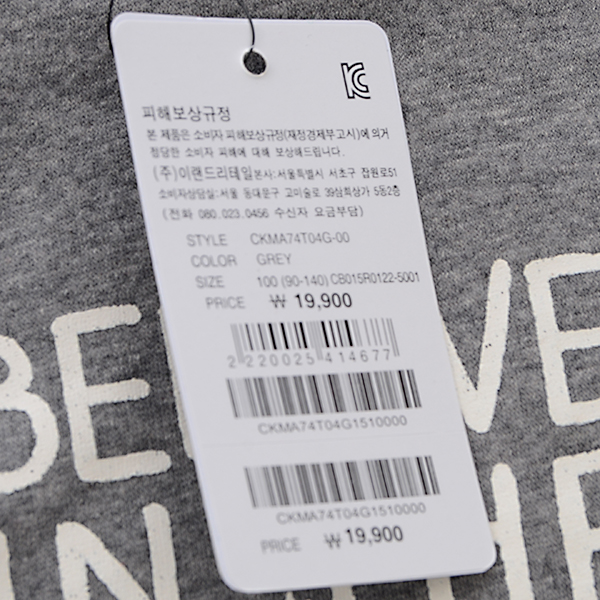 피해보상규정
본 제품은 소비자 피해보상규정(재정경제부고시)에 의거
정당한 소비자 피해에 대해 보상해드립니다.
(주)이랜드리테일본사:서울특별시 서초구 잠원로51
소비자상담실:서울 동대문구 고미술로 39삼희상가 5동2층
(전화 080.023.0456 수신자 요금부담)
STYLE CKMA74T04G-00
COLOR GREY
SIZE 100 (90-140) CB015R0122-5001
PRICE ₩ 19,900
2 220025 414677
CKMA74T04G1510000
CKMA74T04G1510000
PRICE ₩ 19,900